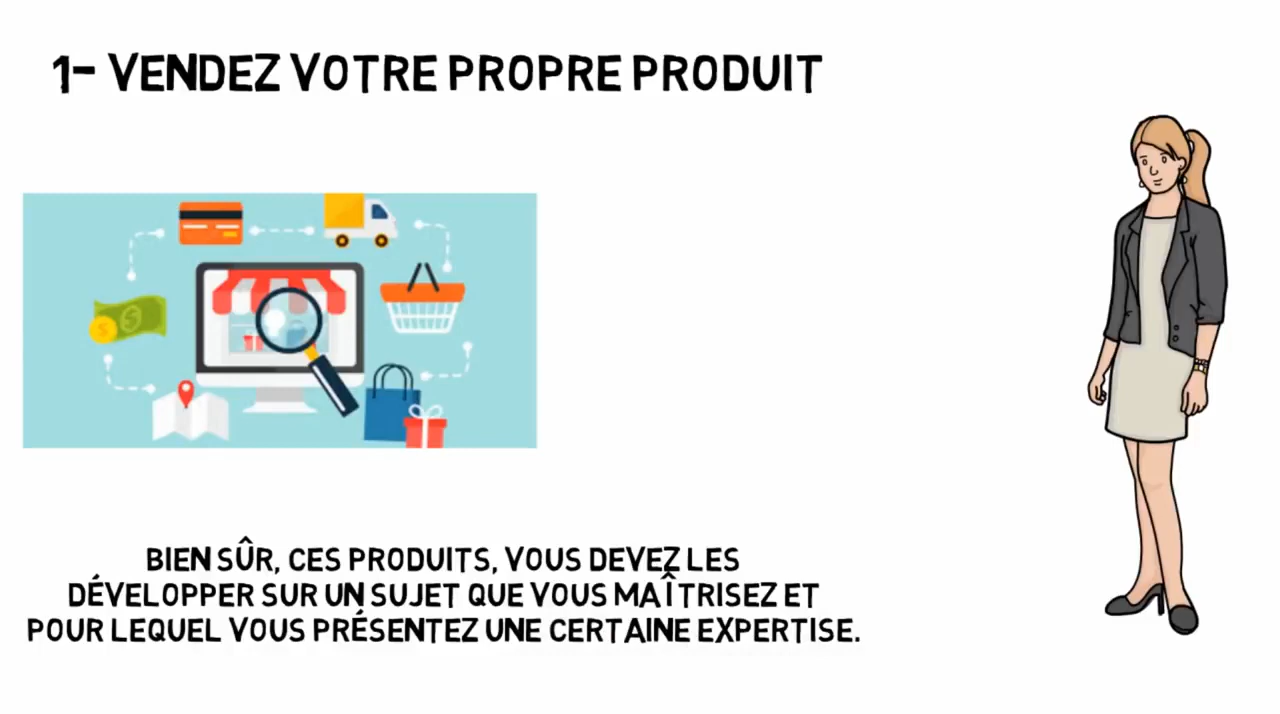 1- VENDEZ VOTRE PROPRE PRODUIT
BIEN SÛR, CES PRODUITS, VOUS DEVEZ LES
DÉVELOPPER SUR UN SUJET QUE VOUS MAÎTRISEZ ET
POUR LEQUEL VOUS PRÉSENTEZ UNE CERTAINE EXPERTISE.